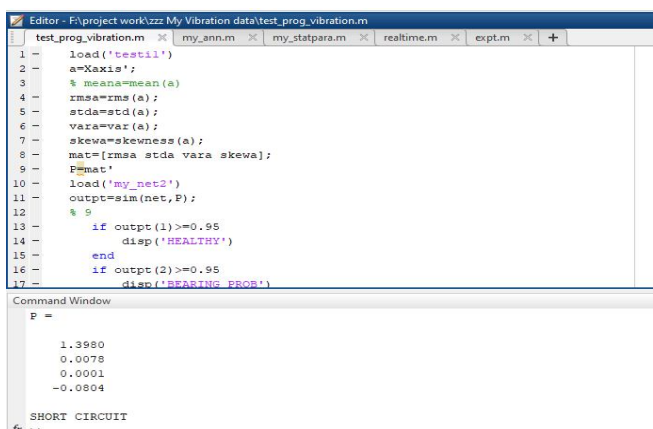 Editor - F:\project work\zzz My Vibration data\test_prog_vibration.m
test_prog_vibration.m × my_ann.m × my_statpara.m × realtime.m × expt.m × +
1 - load('testi1')
2 - a=Xaxis';
3 % meana=mean(a)
4 - rmsa=rms(a);
5 - stda=std(a);
6 - vara=var(a);
7 - skewa=skewness(a);
8 - mat=[rmsa stda vara skewa];
9 - P=mat'
10 - load('my_net2')
11 - outpt=sim(net,P);
12 % 9
13 - if outpt(1)>=0.95
14 - disp('HEALTHY')
15 - end
16 - if outpt(2)>=0.95
17 - disp('BEARING PROB')
Command Window
P =
1.3980
0.0078
0.0001
-0.0804
SHORT CIRCUIT